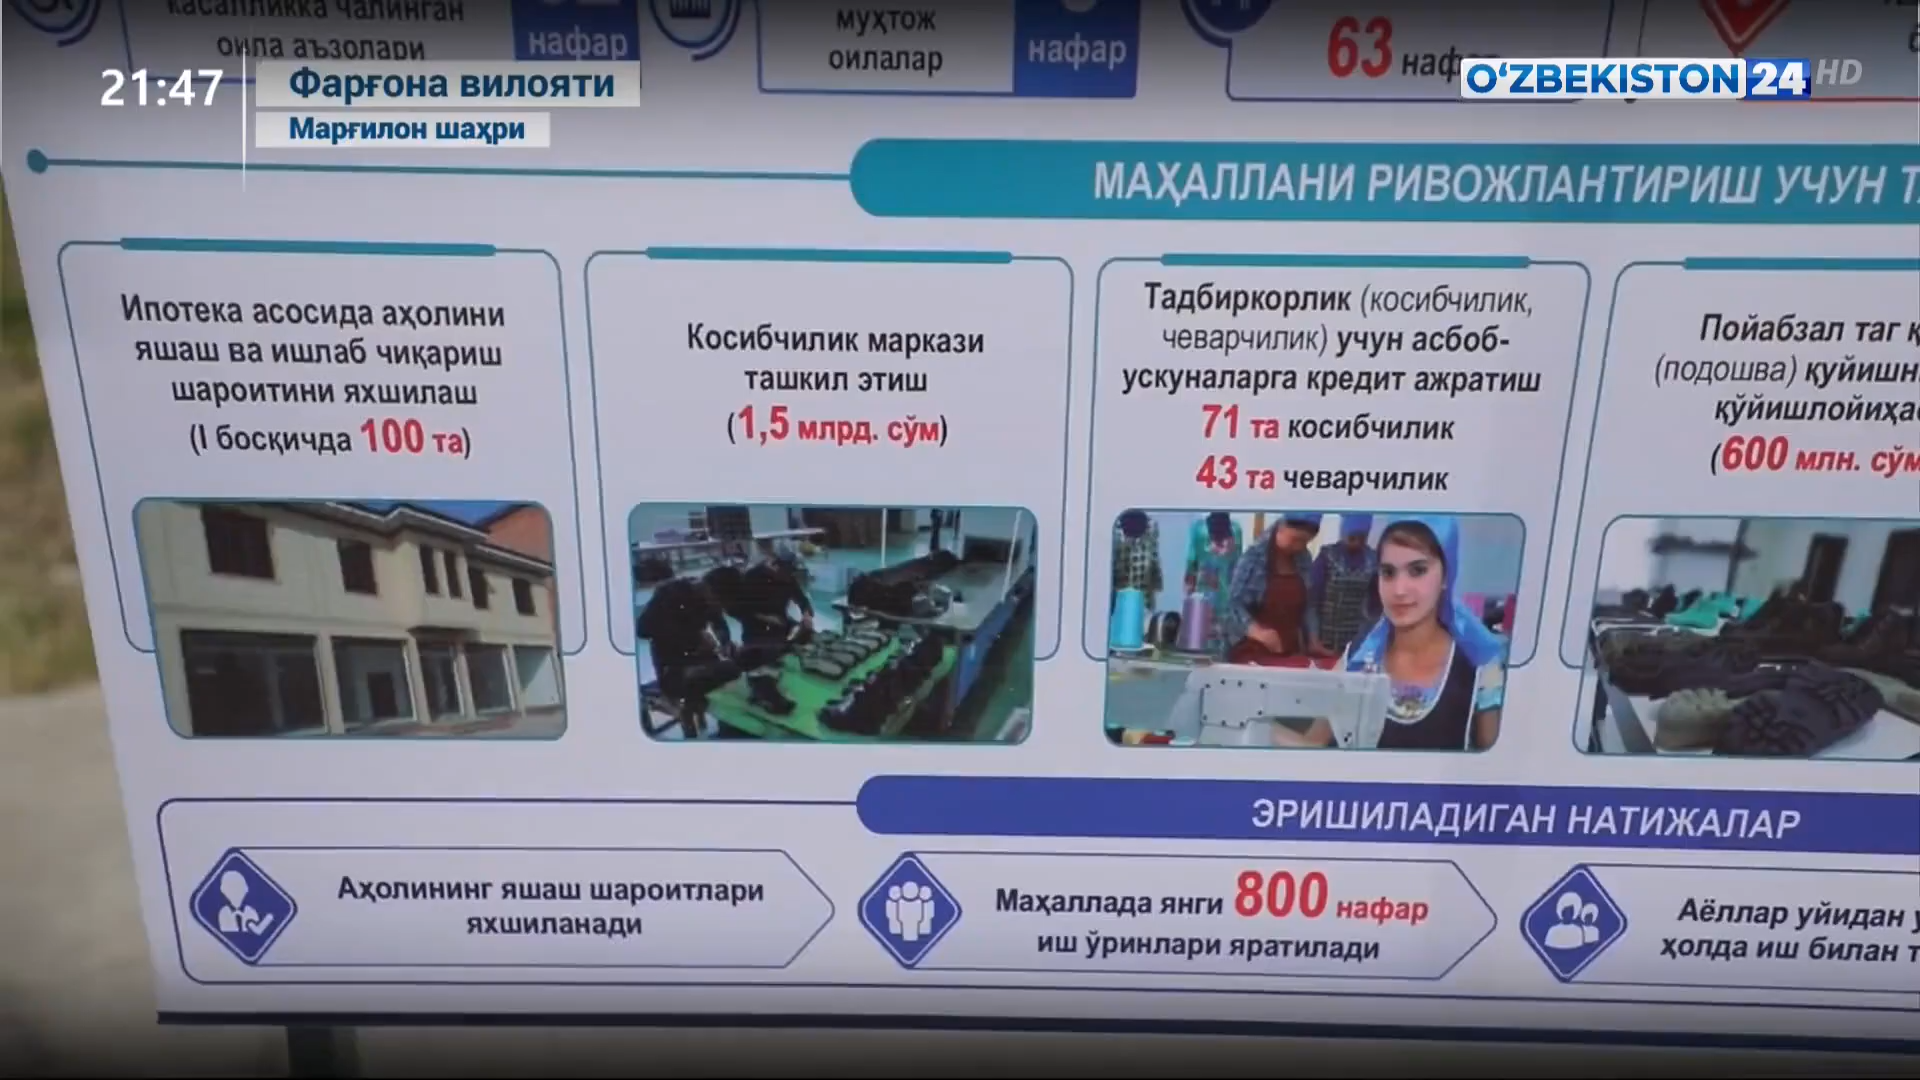 касалликка чалинган
оила аъзолари
нафар
муҳтож
оилалар
нафар
63 нафар
21:47
Фарғона вилояти
Марғилон шаҳри
O‘ZBEKISTON 24 HD
МАҲАЛЛАНИ РИВОЖЛАНТИРИШ УЧУН
Ипотека асосида аҳолини
яшаш ва ишлаб чиқариш
шароитини яхшилаш
(I босқичда 100 та)
Косибчилик маркази
ташкил этиш
(1,5 млрд. сўм)
Тадбиркорлик (косибчилик,
чеварчилик) учун асбоб-
ускуналарга кредит ажратиш
71 та косибчилик
43 та чеварчилик
Пойабзал таг
(подошва)
(600 млн. сўм
ЭРИШИЛАДИГАН НАТИЖАЛАР
Аҳолининг яшаш шароитлари
яхшиланади
Маҳаллада янги 800 нафар
иш ўринлари яратилади
Аёллар уйидан
ҳолда иш билан